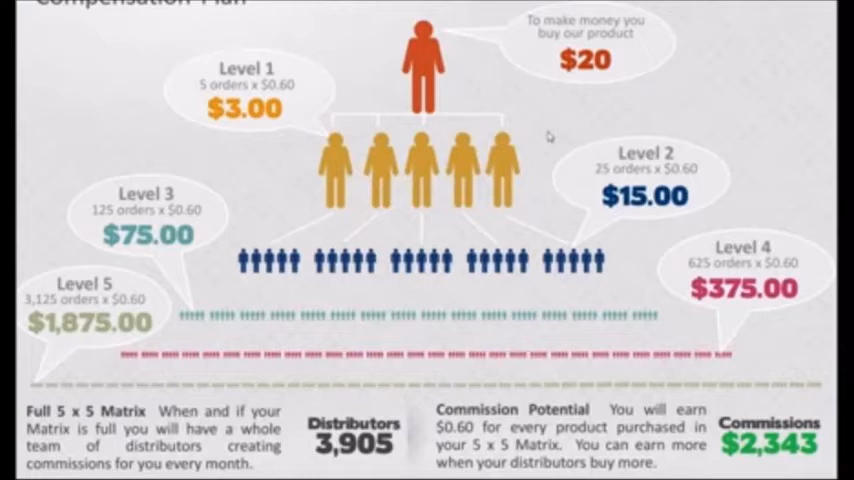 Compensation Plan
To make money you
buy our product
$20
Level 1
5 orders x $0.60
$3.00
Level 2
25 orders x $0.60
$15.00
Level 3
125 orders x $0.60
$75.00
Level 4
625 orders x $0.60
$375.00
Level 5
3,125 orders x $0.60
$1,875.00
Full 5 x 5 Matrix When and if your
Matrix is full you will have a whole
team of distributors creating
commissions for you every month.
Distributors
3,905
Commission Potential You will earn
$0.60 for every product purchased in
your 5 x 5 Matrix. You can earn more
when your distributors buy more.
Commissions
$2,343